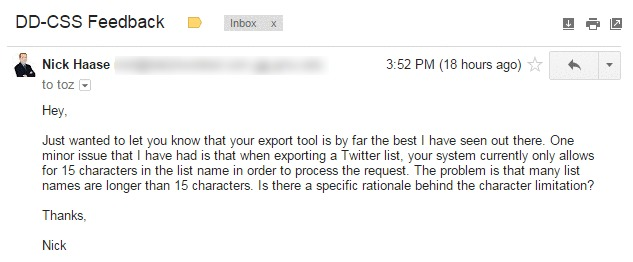 DD-CSS Feedback
Inbox x
Nick Haase
3:52 PM (18 hours ago)
to toz
Hey,
Just wanted to let you know that your export tool is by far the best I have seen out there. One
minor issue that I have had is that when exporting a Twitter list, your system currently only allows
for 15 characters in the list name in order to process the request. The problem is that many list
names are longer than 15 characters. Is there a specific rationale behind the character limitation?
Thanks,
Nick